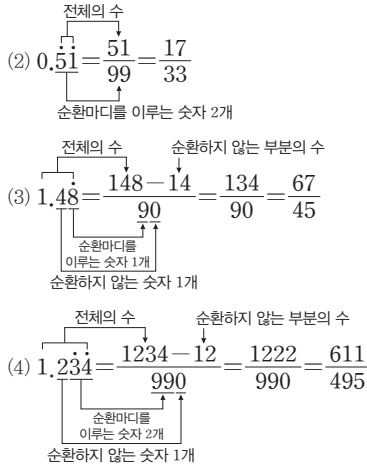 전체의 수
(2) 0.5̇1̇ = 51/99 = 17/33
순환마디를 이루는 숫자 2개
전체의 수 순환하지 않는 부분의 수
(3) 1.48̇ = (148−14)/90 = 134/90 = 67/45
순환마디를
이루는 숫자 1개
순환하지 않는 숫자 1개
전체의 수 순환하지 않는 부분의 수
(4) 1.23̇4̇ = (1234−12)/990 = 1222/990 = 611/495
순환마디를
이루는 숫자 2개
순환하지 않는 숫자 1개